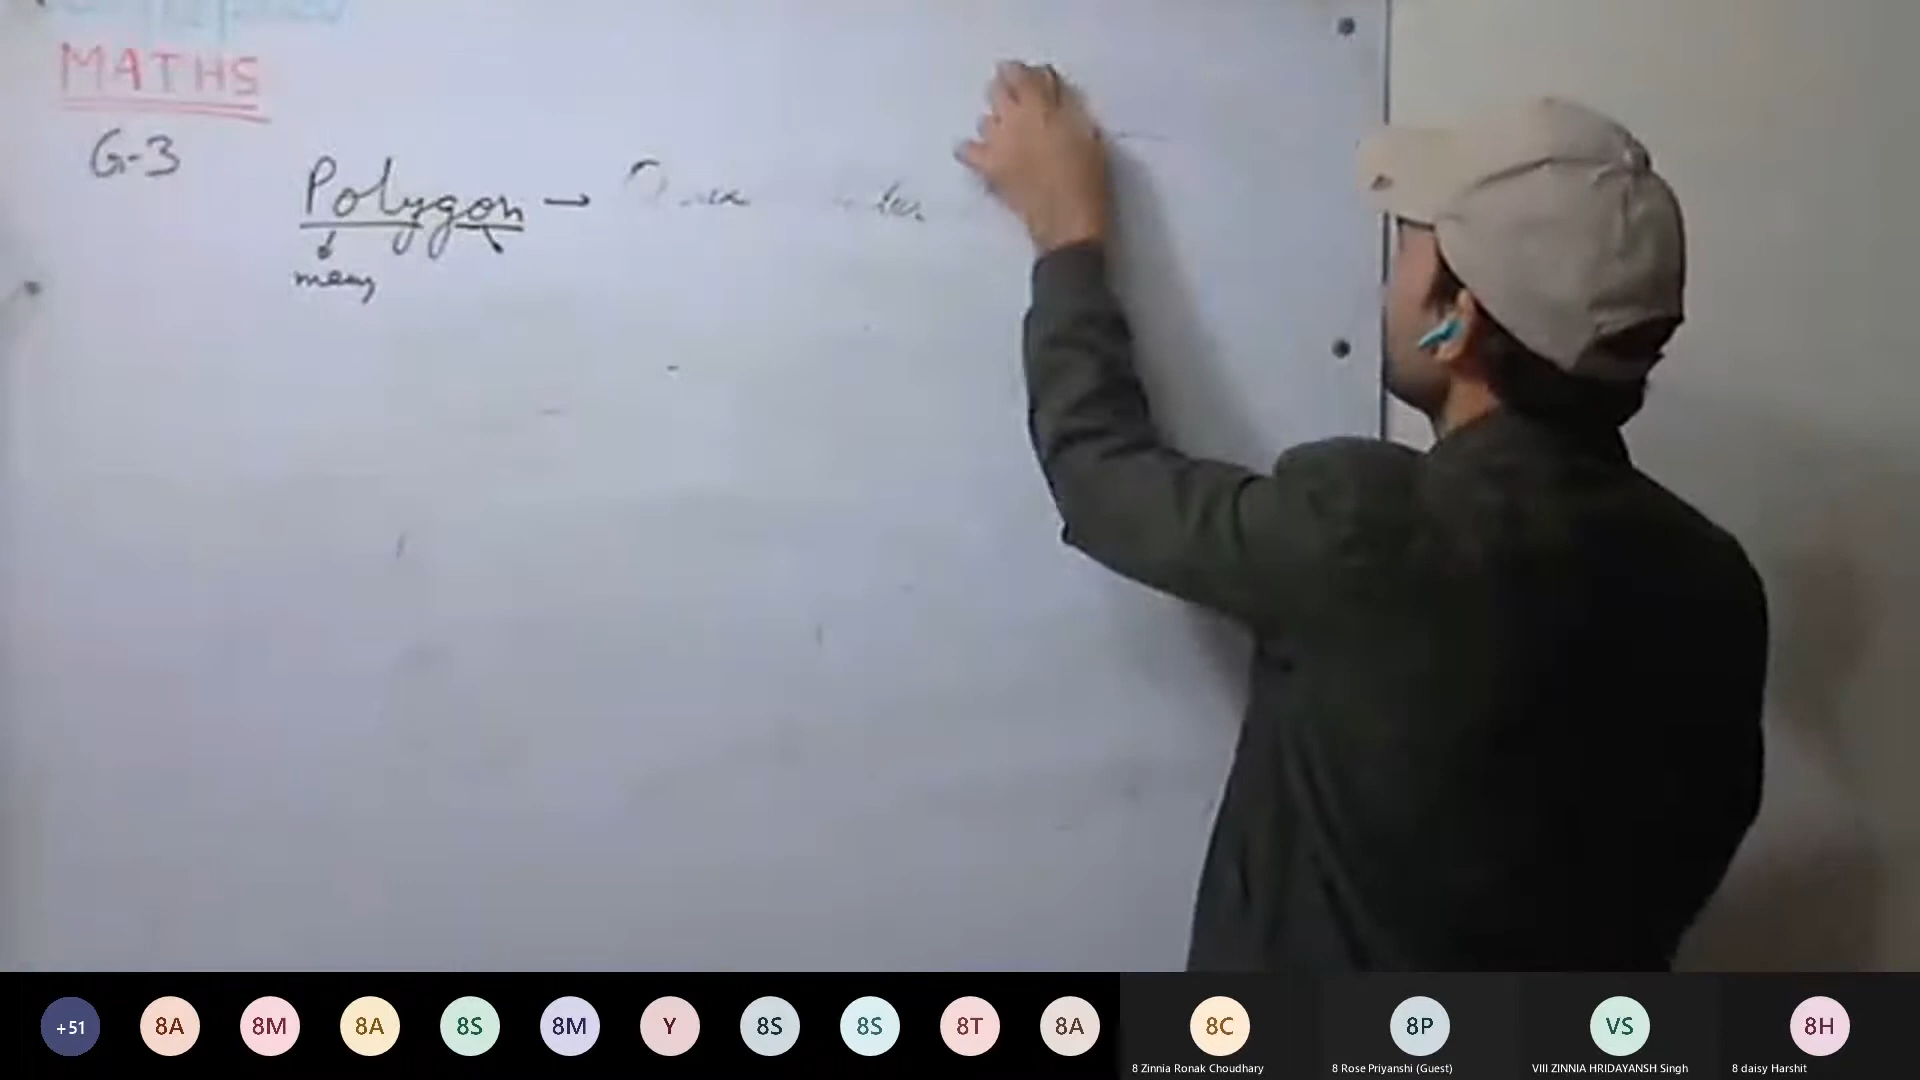 MATHS
G-3
Polygon →
many
+51 8A 8M 8A 8S 8M Y 8S 8S 8T 8A 8C 8P VS 8H
8 Zinnia Ronak Choudhary 8 Rose Priyanshi (Guest) VIII ZINNIA HRIDAYANSH Singh 8 daisy Harshit